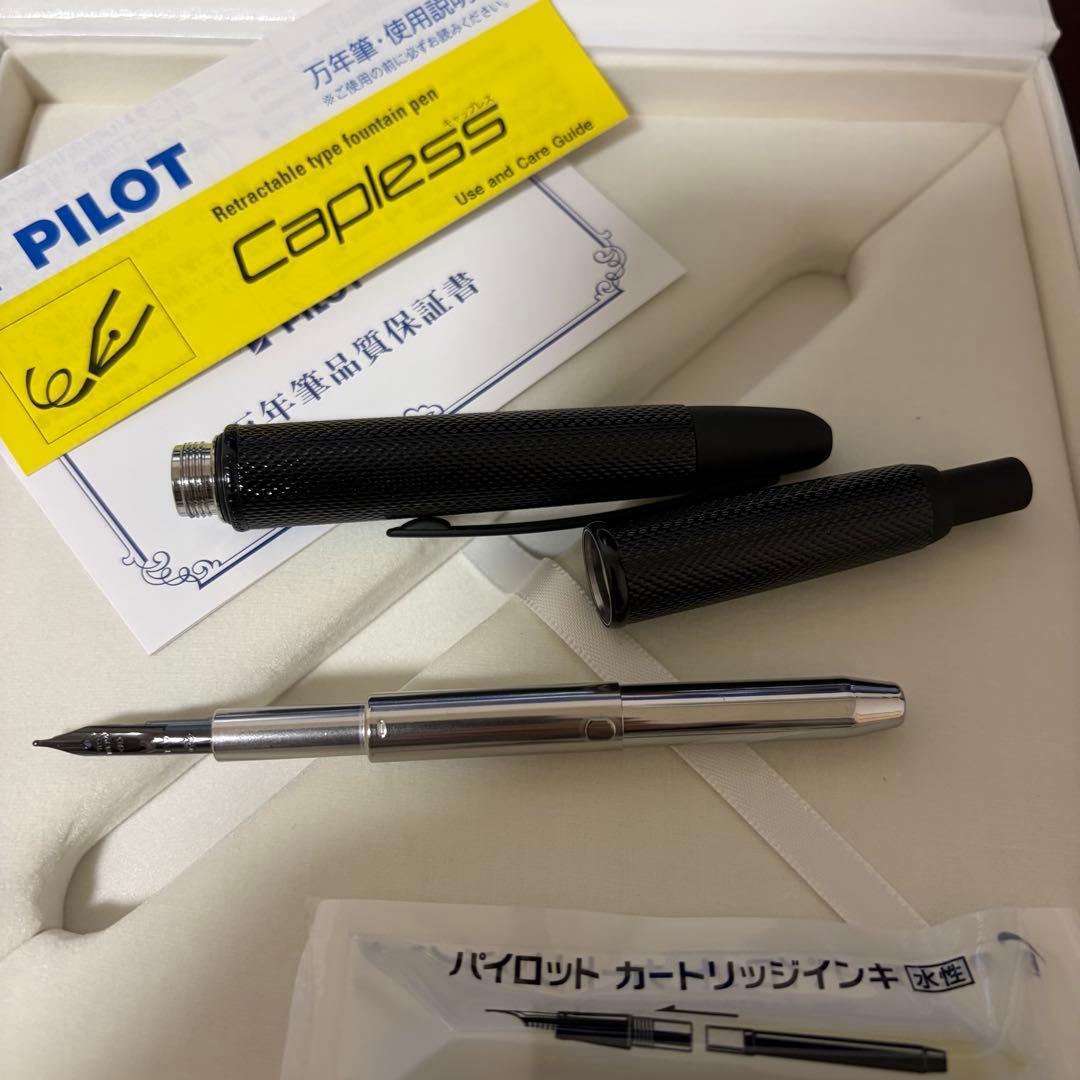 万年筆・使用説明
※ご使用の前に必ずお読みください。
PILOT
Retractable type fountain pen
キャップレス
Capless
Use and Care Guide
年筆品質保証書
パイロット カートリッジインキ 水性